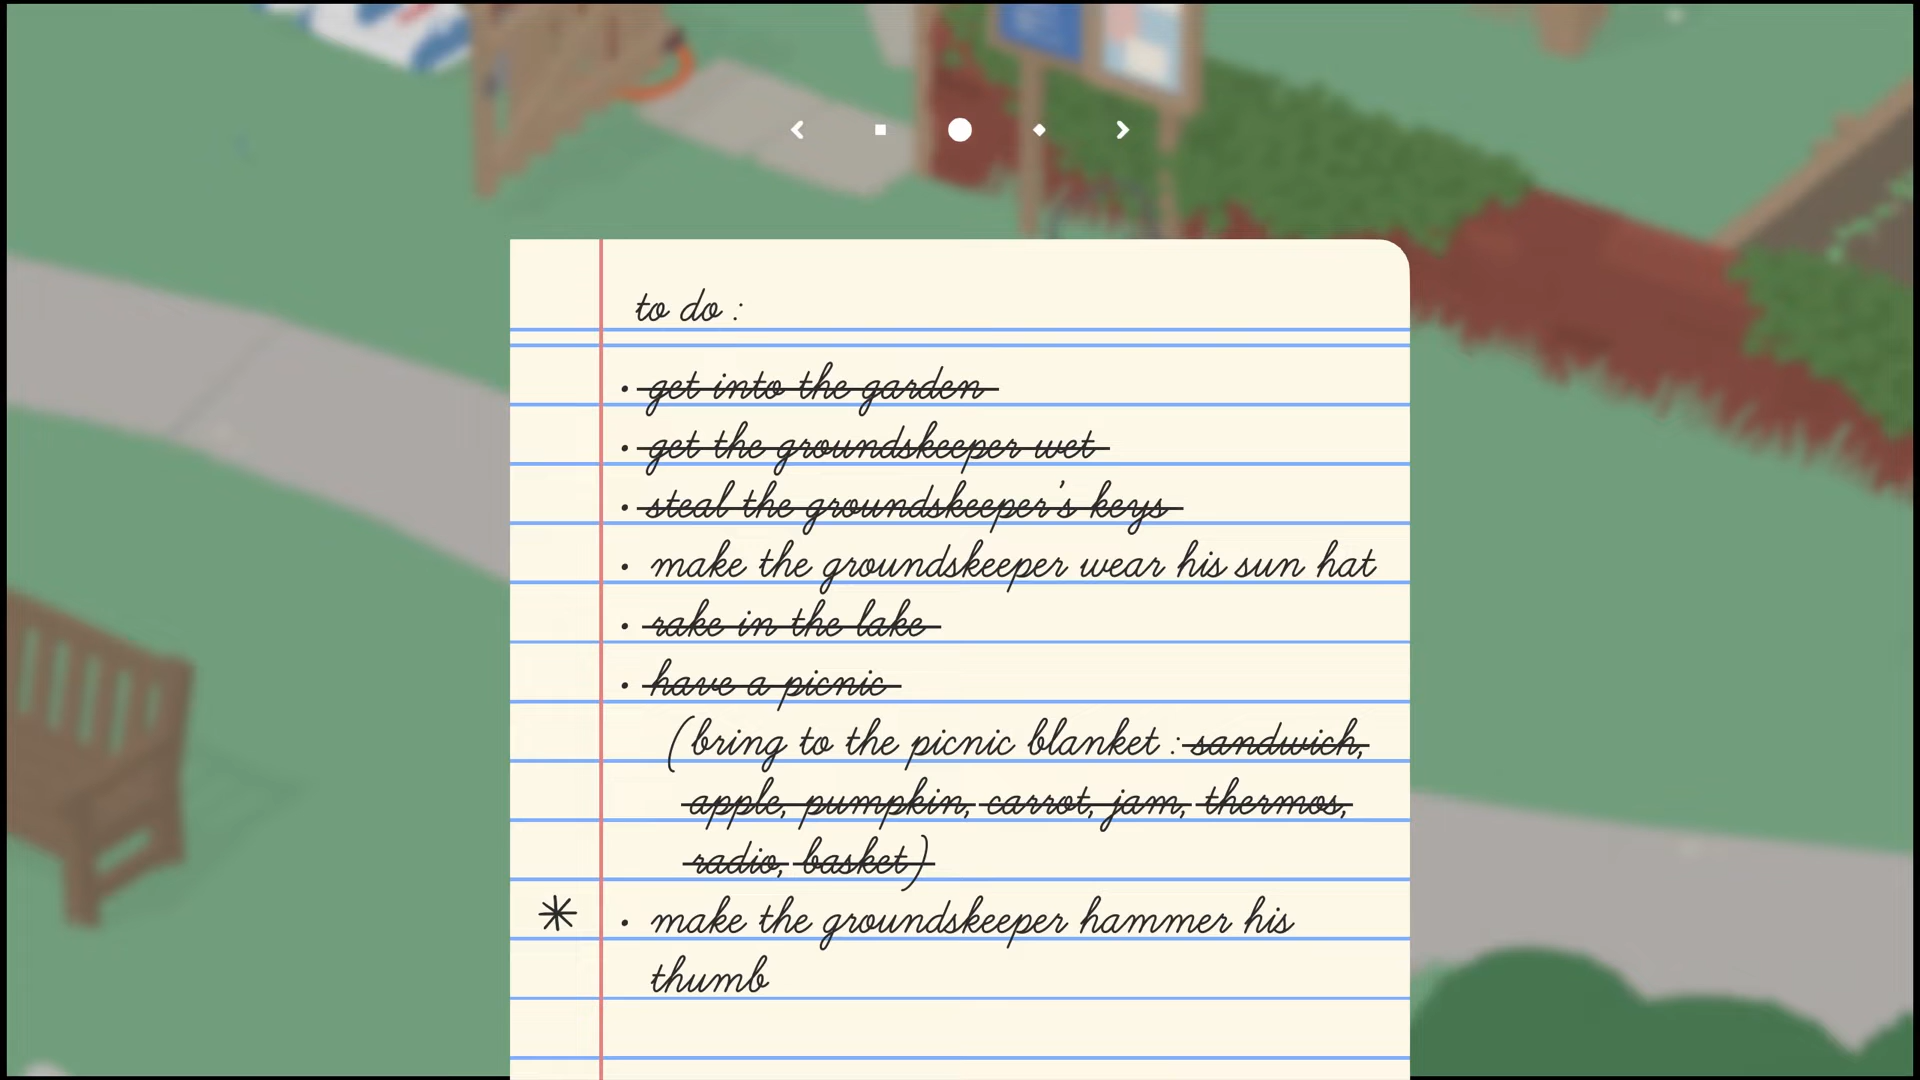 to do :
• get into the garden
• get the groundskeeper wet
• steal the groundskeeper's keys
• make the groundskeeper wear his sun hat
• rake in the lake
• have a picnic
(bring to the picnic blanket : sandwich,
apple, pumpkin, carrot, jam, thermos,
radio, basket)
• make the groundskeeper hammer his
thumb